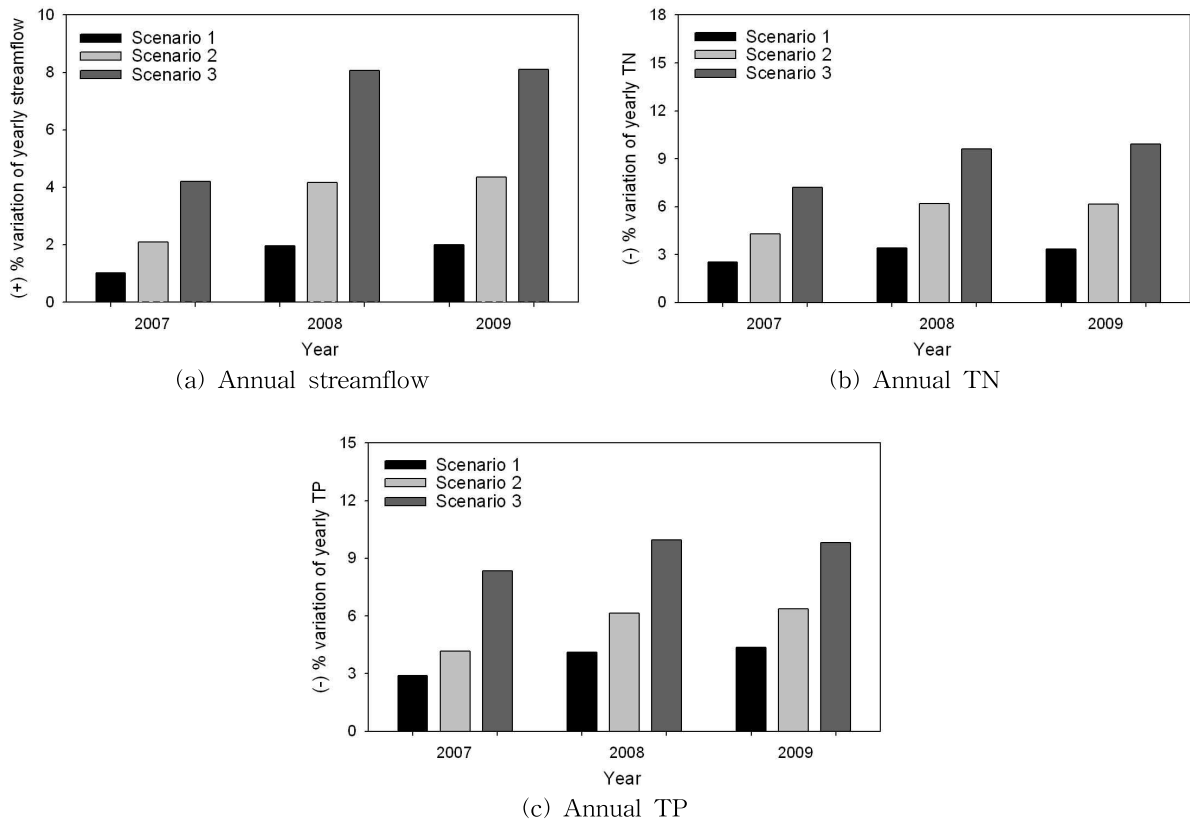 (+) % variation of yearly streamflow
10
8
6
4
2
0
Scenario 1
Scenario 2
Scenario 3
2007 2008 2009
Year
(a) Annual streamflow
(-) % variation of yearly TN
18
15
12
9
6
3
0
Scenario 1
Scenario 2
Scenario 3
2007 2008 2009
Year
(b) Annual TN
(-) % variation of yearly TP
15
12
9
6
3
0
Scenario 1
Scenario 2
Scenario 3
2007 2008 2009
Year
(c) Annual TP